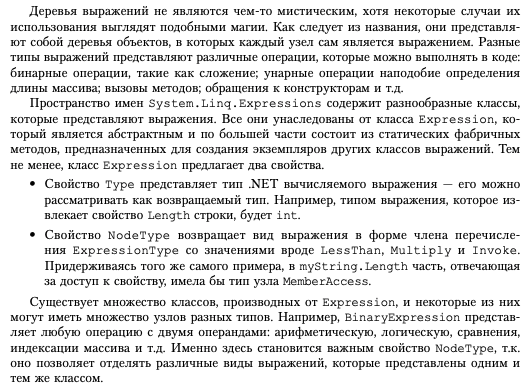 Деревья выражений не являются чем-то мистическим, хотя некоторые случаи их
использования выглядят подобными магии. Как следует из названия, они представля-
ют собой деревья объектов, в которых каждый узел сам является выражением. Разные
типы выражений представляют различные операции, которые можно выполнять в коде:
бинарные операции, такие как сложение; унарные операции наподобие определения
длины массива; вызовы методов; обращения к конструкторам и т.д.
Пространство имен System.Linq.Expressions содержит разнообразные классы,
которые представляют выражения. Все они унаследованы от класса Expression, ко-
торый является абстрактным и по большей части состоит из статических фабричных
методов, предназначенных для создания экземпляров других классов выражений. Тем
не менее, класс Expression предлагает два свойства.
• Свойство Type представляет тип .NET вычисляемого выражения — его можно
рассматривать как возвращаемый тип. Например, типом выражения, которое из-
влекает свойство Length строки, будет int.
• Свойство NodeType возвращает вид выражения в форме члена перечисле-
ния ExpressionType со значениями вроде LessThan, Multiply и Invoke.
Придерживаясь того же самого примера, в myString.Length часть, отвечающая
за доступ к свойству, имела бы тип узла MemberAccess.
Существует множество классов, производных от Expression, и некоторые из них
могут иметь множество узлов разных типов. Например, BinaryExpression представ-
ляет любую операцию с двумя операндами: арифметическую, логическую, сравнения,
индексации массива и т.д. Именно здесь становится важным свойство NodeType, т.к.
оно позволяет отделять различные виды выражений, которые представлены одним и
тем же классом.